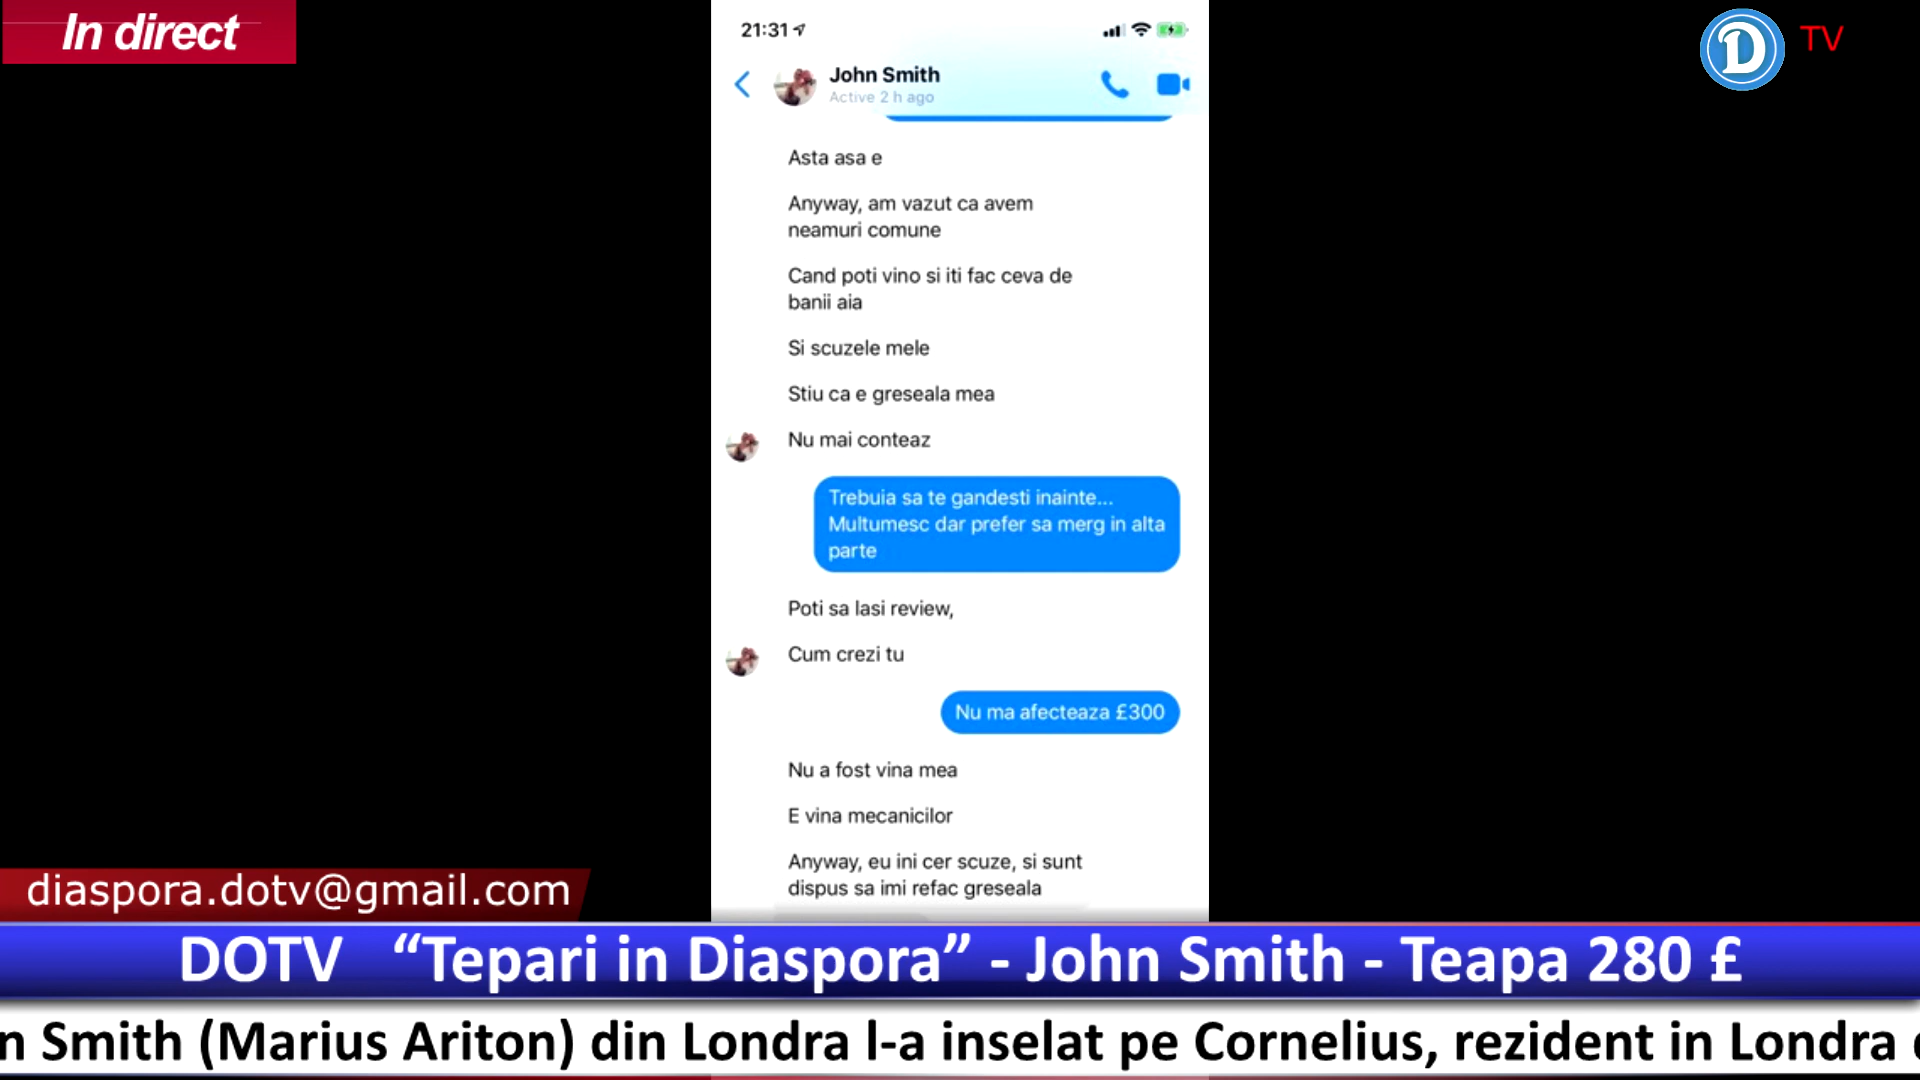 In direct
21:31
D TV
John Smith
Active 2 h ago
Asta asa e
Anyway, am vazut ca avem
neamuri comune
Cand poti vino si iti fac ceva de
banii aia
Si scuzele mele
Stiu ca e greseala mea
Nu mai conteaz
Trebuia sa te gandesti inainte...
Multumesc dar prefer sa merg in alta
parte
Poti sa lasi review,
Cum crezi tu
Nu ma afecteaza £300
Nu a fost vina mea
E vina mecanicilor
Anyway, eu ini cer scuze, si sunt
dispus sa imi refac greseala
diaspora.dotv@gmail.com
DOTV “Tepari in Diaspora” - John Smith - Teapa 280 £
n Smith (Marius Ariton) din Londra l-a inselat pe Cornelius, rezident in Londra